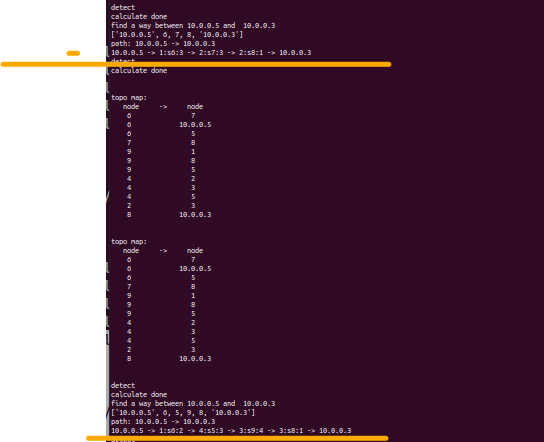 detect
calculate done
find a way between 10.0.0.5 and  10.0.0.3
['10.0.0.5', 6, 7, 8, '10.0.0.3']
path: 10.0.0.5 -> 10.0.0.3
10.0.0.5 -> 1:s6:3 -> 2:s7:3 -> 2:s8:1 -> 10.0.0.3
detect
calculate done
topo map:
node -> node
6 7
6 10.0.0.5
6 5
7 8
9 1
9 8
9 5
4 2
4 3
4 5
2 3
8 10.0.0.3
topo map:
node -> node
6 7
6 10.0.0.5
6 5
7 8
9 1
9 8
9 5
4 2
4 3
4 5
2 3
8 10.0.0.3
detect
calculate done
find a way between 10.0.0.5 and  10.0.0.3
['10.0.0.5', 6, 5, 9, 8, '10.0.0.3']
path: 10.0.0.5 -> 10.0.0.3
10.0.0.5 -> 1:s6:2 -> 4:s5:3 -> 3:s9:4 -> 3:s8:1 -> 10.0.0.3